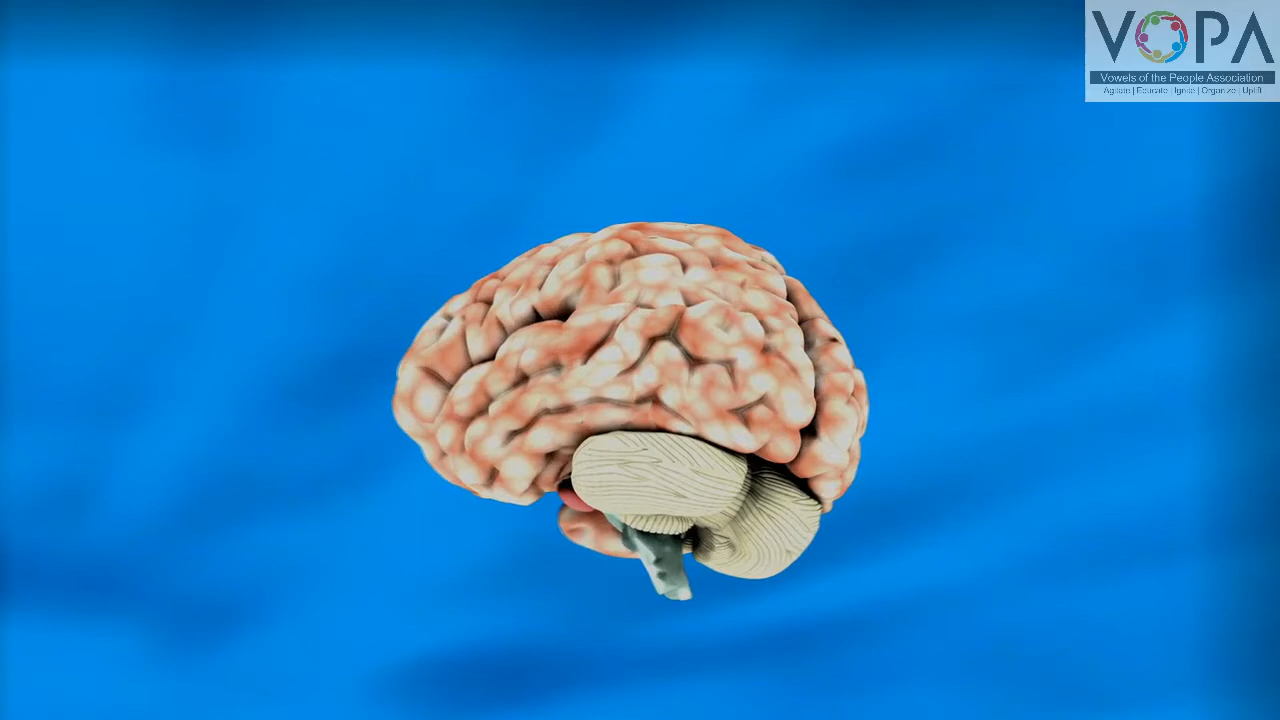 VOPA
Vowels of the People Association
Agitate | Educate | Ignite | Organize | Uplift